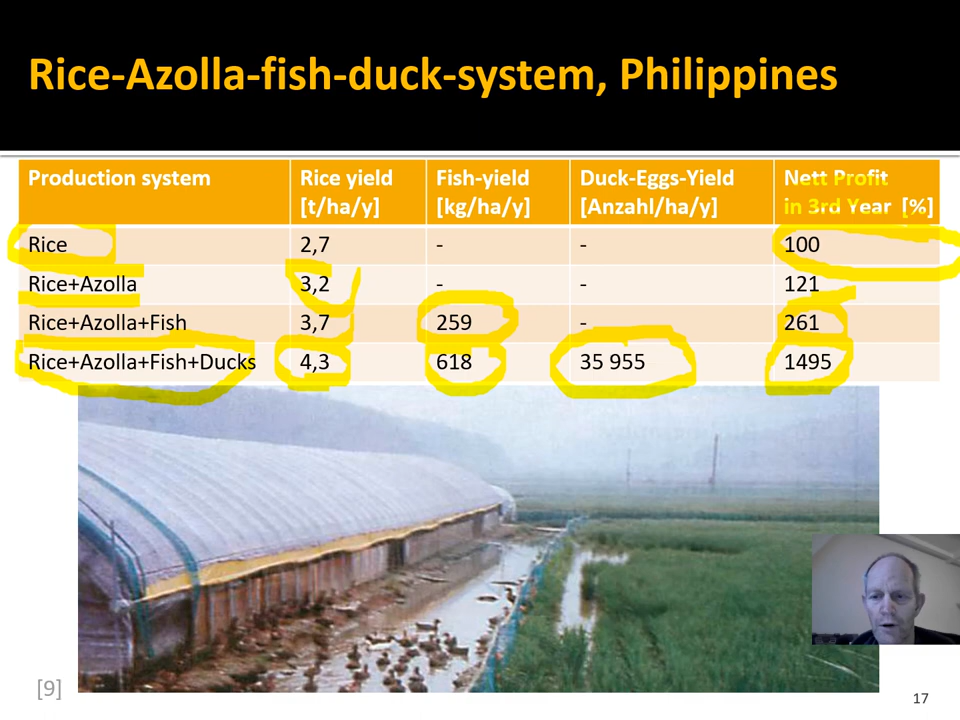 Rice-Azolla-fish-duck-system, Philippines
Production system Rice yield Fish-yield Duck-Eggs-Yield Nett Profit
[t/ha/y] [kg/ha/y] [Anzahl/ha/y] in 3rd Year [%]
Rice 2,7 - - 100
Rice+Azolla 3,2 - - 121
Rice+Azolla+Fish 3,7 259 - 261
Rice+Azolla+Fish+Ducks 4,3 618 35 955 1495
[9]
17